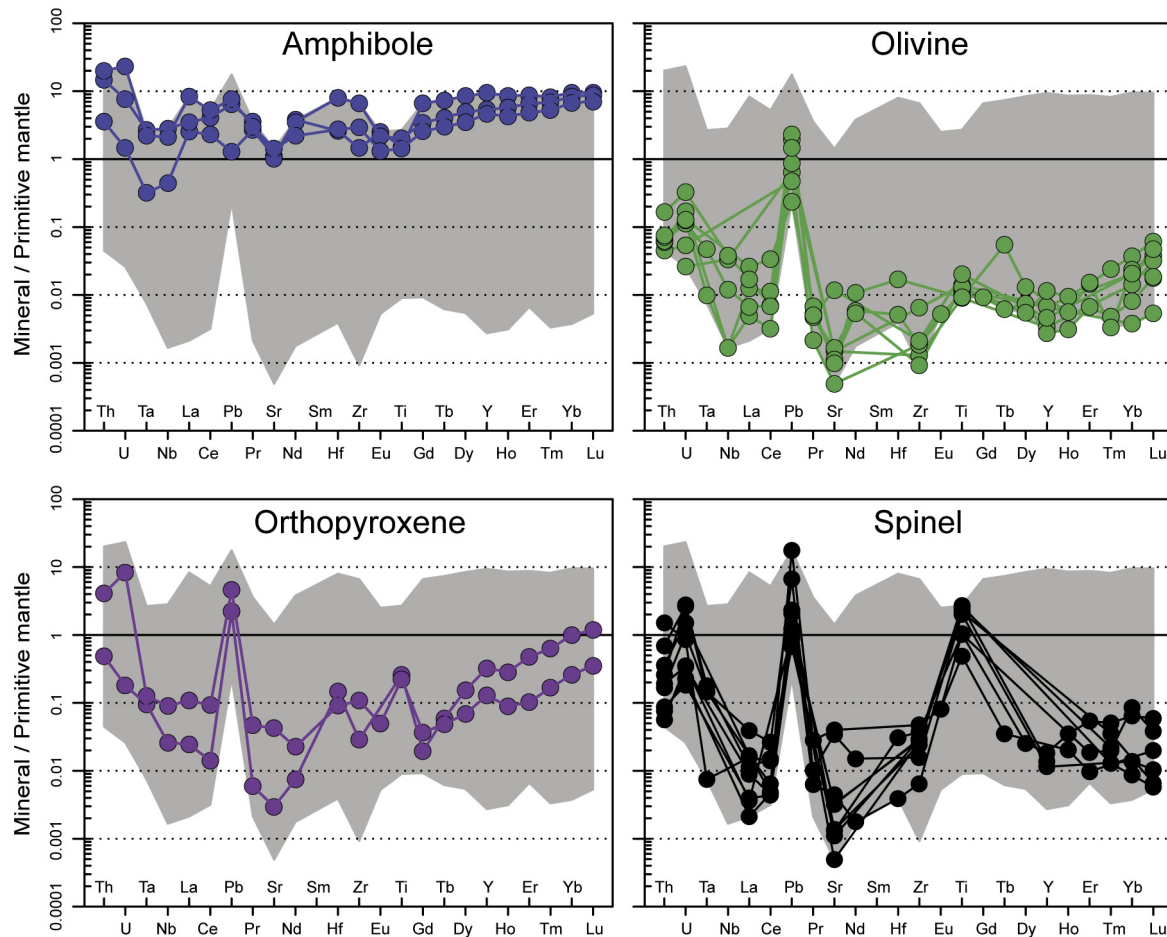 Amphibole
Olivine
Mineral / Primitive mantle
100
10
1
0.1
0.01
0.001
0.0001
Th Ta La Pb Sr Sm Zr Ti Tb Y Er Yb
U Nb Ce Pr Nd Hf Eu Gd Dy Ho Tm Lu
Th Ta La Pb Sr Sm Zr Ti Tb Y Er Yb
U Nb Ce Pr Nd Hf Eu Gd Dy Ho Tm Lu
Orthopyroxene
Spinel
Mineral / Primitive mantle
100
10
1
0.1
0.01
0.001
0.0001
Th Ta La Pb Sr Sm Zr Ti Tb Y Er Yb
U Nb Ce Pr Nd Hf Eu Gd Dy Ho Tm Lu
Th Ta La Pb Sr Sm Zr Ti Tb Y Er Yb
U Nb Ce Pr Nd Hf Eu Gd Dy Ho Tm Lu